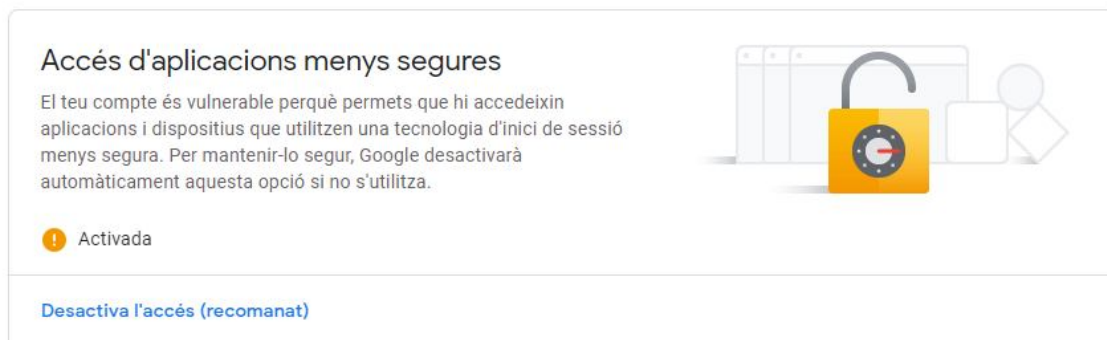 Accés d'aplicacions menys segures
El teu compte és vulnerable perquè permets que hi accedeixin
aplicacions i dispositius que utilitzen una tecnologia d'inici de sessió
menys segura. Per mantenir-lo segur, Google desactivarà
automàticament aquesta opció si no s'utilitza.
Activada
Desactiva l'accés (recomanat)